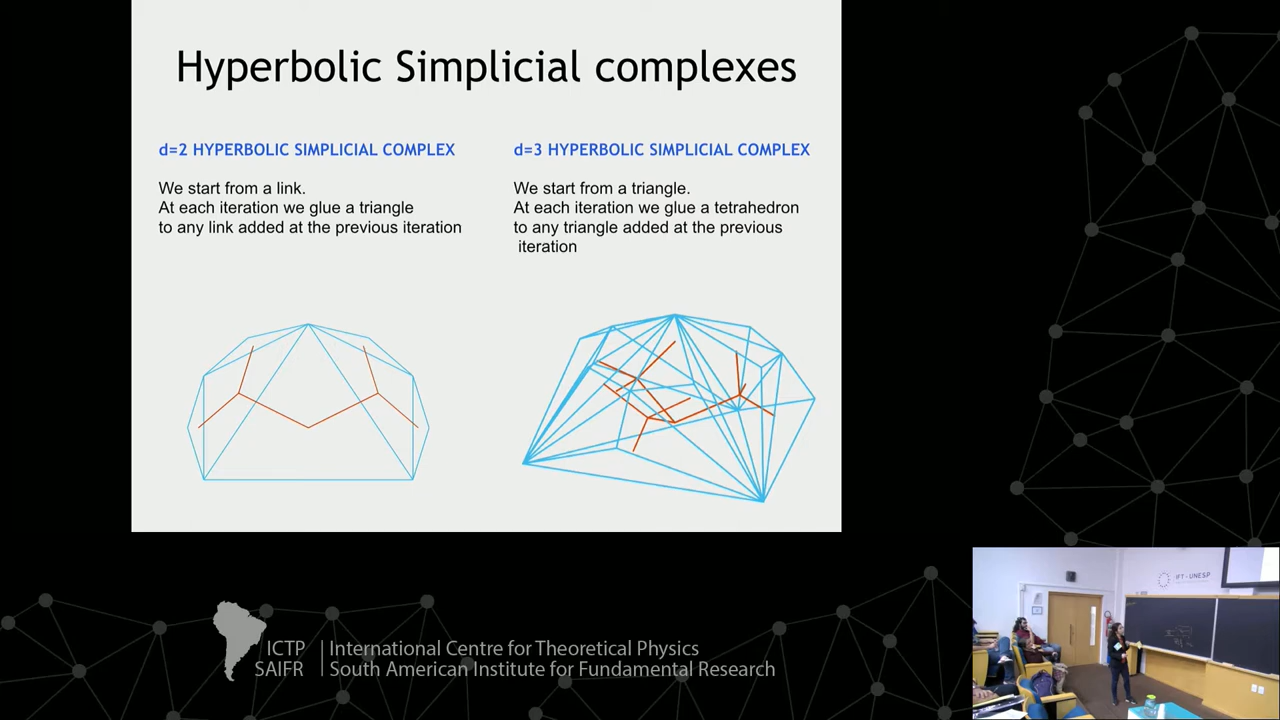 Hyperbolic Simplicial complexes
d=2 HYPERBOLIC SIMPLICIAL COMPLEX
We start from a link.
At each iteration we glue a triangle
to any link added at the previous iteration
d=3 HYPERBOLIC SIMPLICIAL COMPLEX
We start from a triangle.
At each iteration we glue a tetrahedron
to any triangle added at the previous
iteration
ICTP
SAIFR
International Centre for Theoretical Physics
South American Institute for Fundamental Research
IFT - UNESP